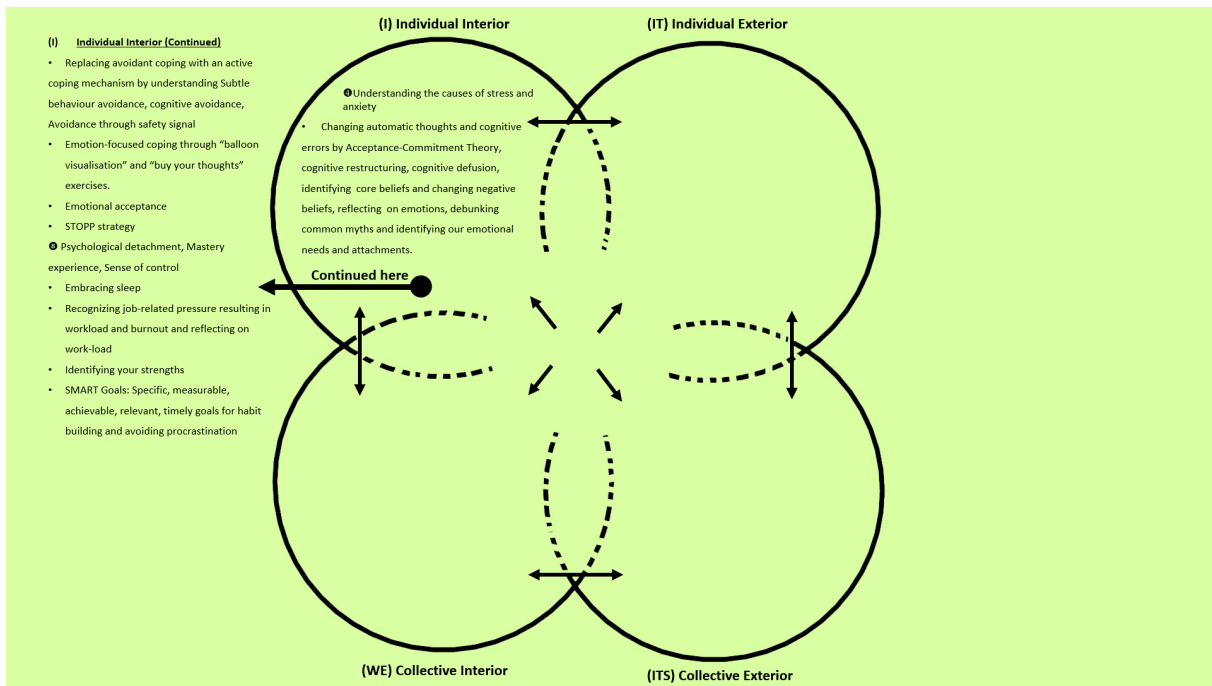 (I) Individual Interior
(IT) Individual Exterior
(I) Individual Interior (Continued)
• Replacing avoidant coping with an active
coping mechanism by understanding Subtle
behaviour avoidance, cognitive avoidance,
Avoidance through safety signal
• Emotion-focused coping through “balloon
visualisation” and “buy your thoughts”
exercises.
• Emotional acceptance
• STOPP strategy
❽ Psychological detachment, Mastery
experience, Sense of control
• Embracing sleep
• Recognizing job-related pressure resulting in
workload and burnout and reflecting on
work-load
• Identifying your strengths
• SMART Goals: Specific, measurable,
achievable, relevant, timely goals for habit
building and avoiding procrastination
❹Understanding the causes of stress and
anxiety
• Changing automatic thoughts and cognitive
errors by Acceptance-Commitment Theory,
cognitive restructuring, cognitive defusion,
identifying core beliefs and changing negative
beliefs, reflecting on emotions, debunking
common myths and identifying our emotional
needs and attachments.
Continued here
(WE) Collective Interior
(ITS) Collective Exterior